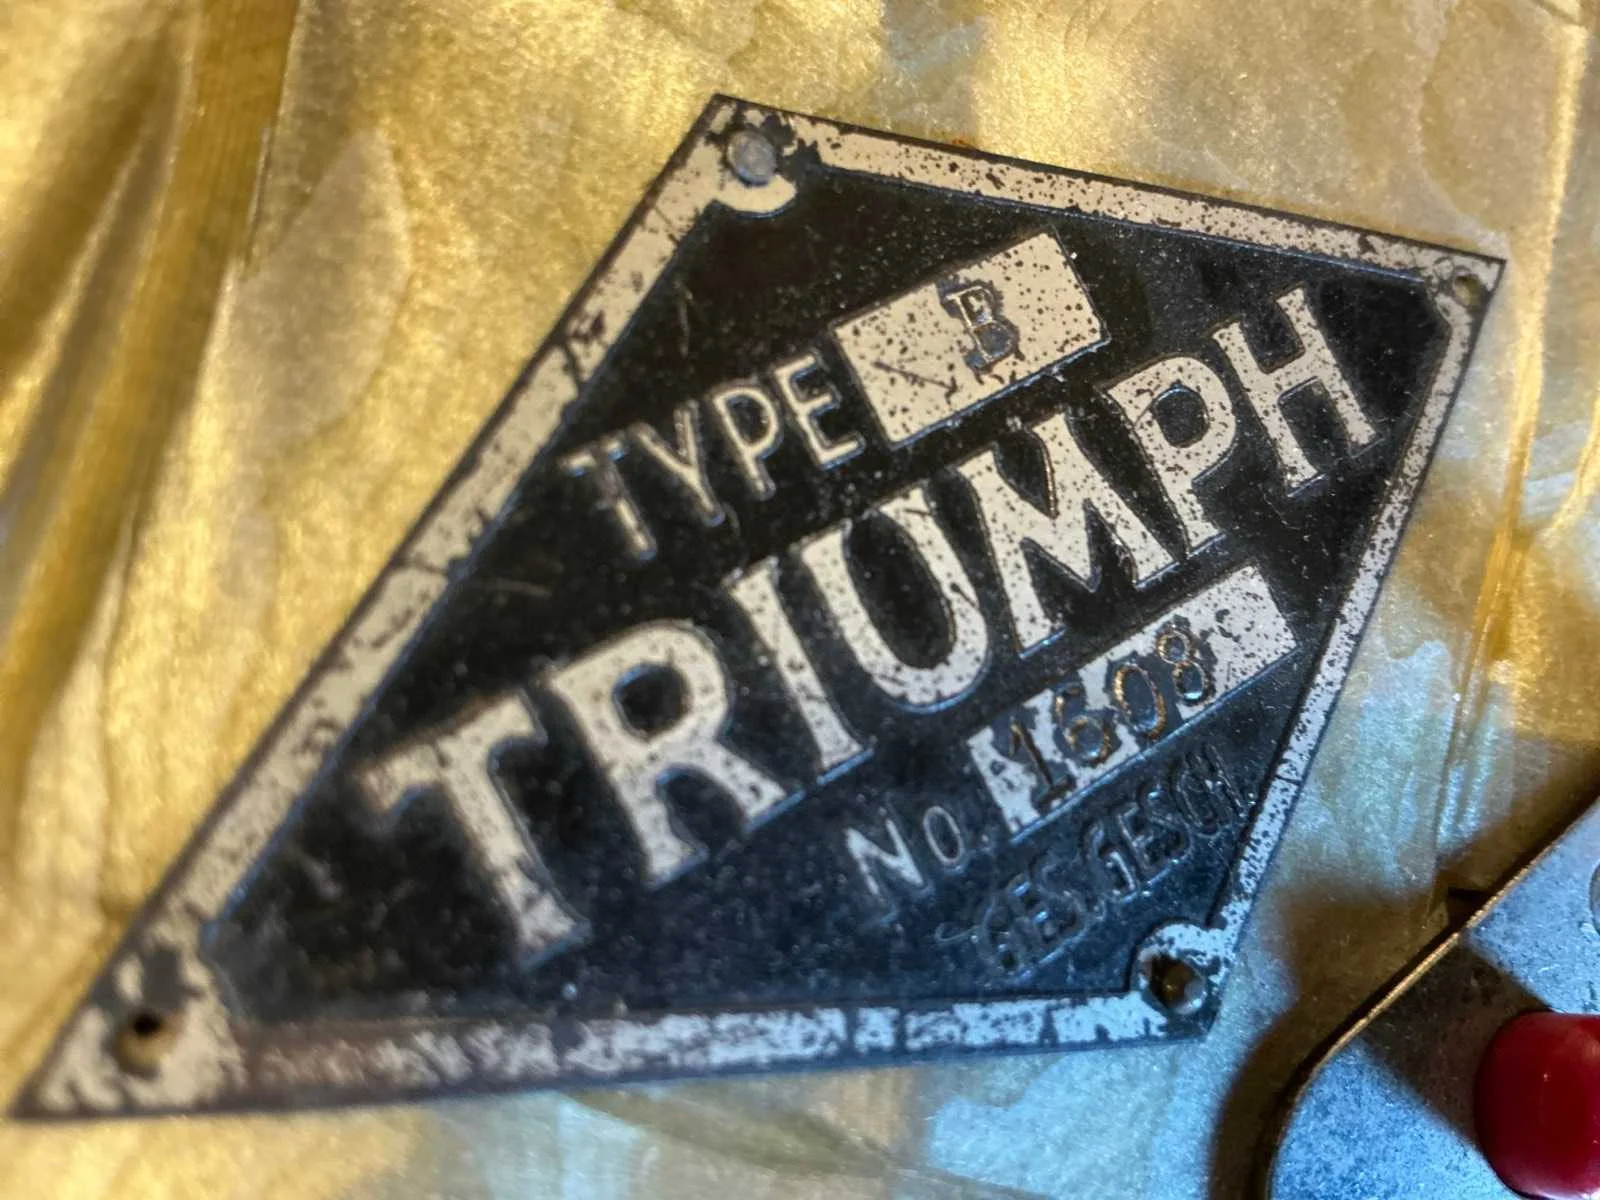 TYPE B
TRIUMPH
No. 1608
GES. GESCH.